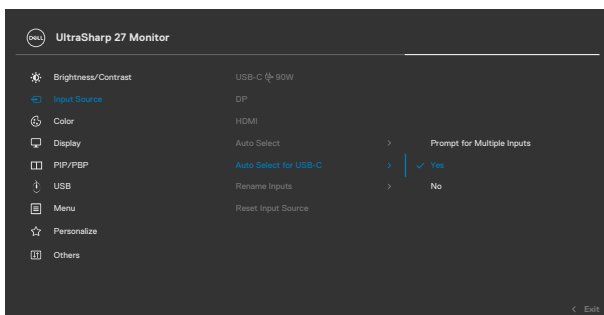 DELL UltraSharp 27 Monitor
Brightness/Contrast USB-C 90W
Input Source DP
Color HDMI
Display Auto Select > Prompt for Multiple Inputs
PIP/PBP Auto Select for USB-C > ✓ Yes
USB Rename Inputs > No
Menu Reset Input Source
Personalize
Others
< Exit